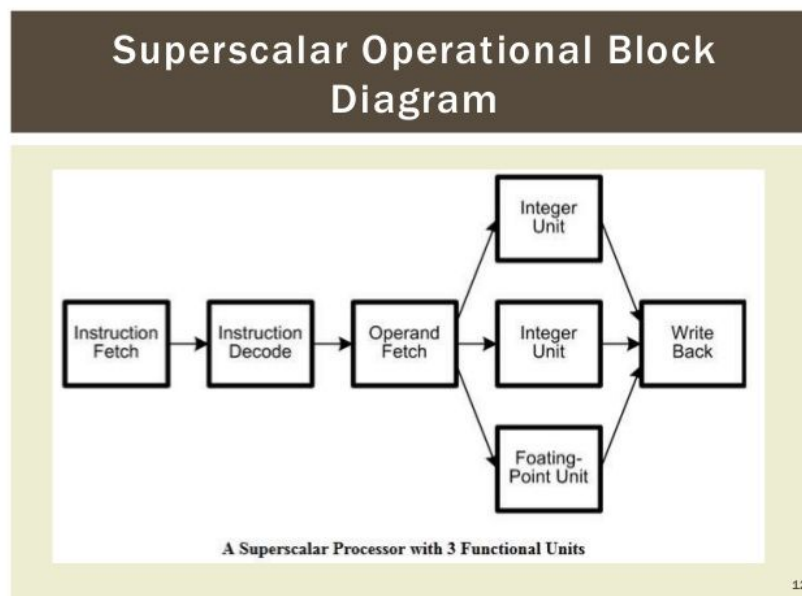 Superscalar Operational Block
Diagram
Integer
Unit
Instruction
Fetch
Instruction
Decode
Operand
Fetch
Integer
Unit
Write
Back
Foating-
Point Unit
A Superscalar Processor with 3 Functional Units